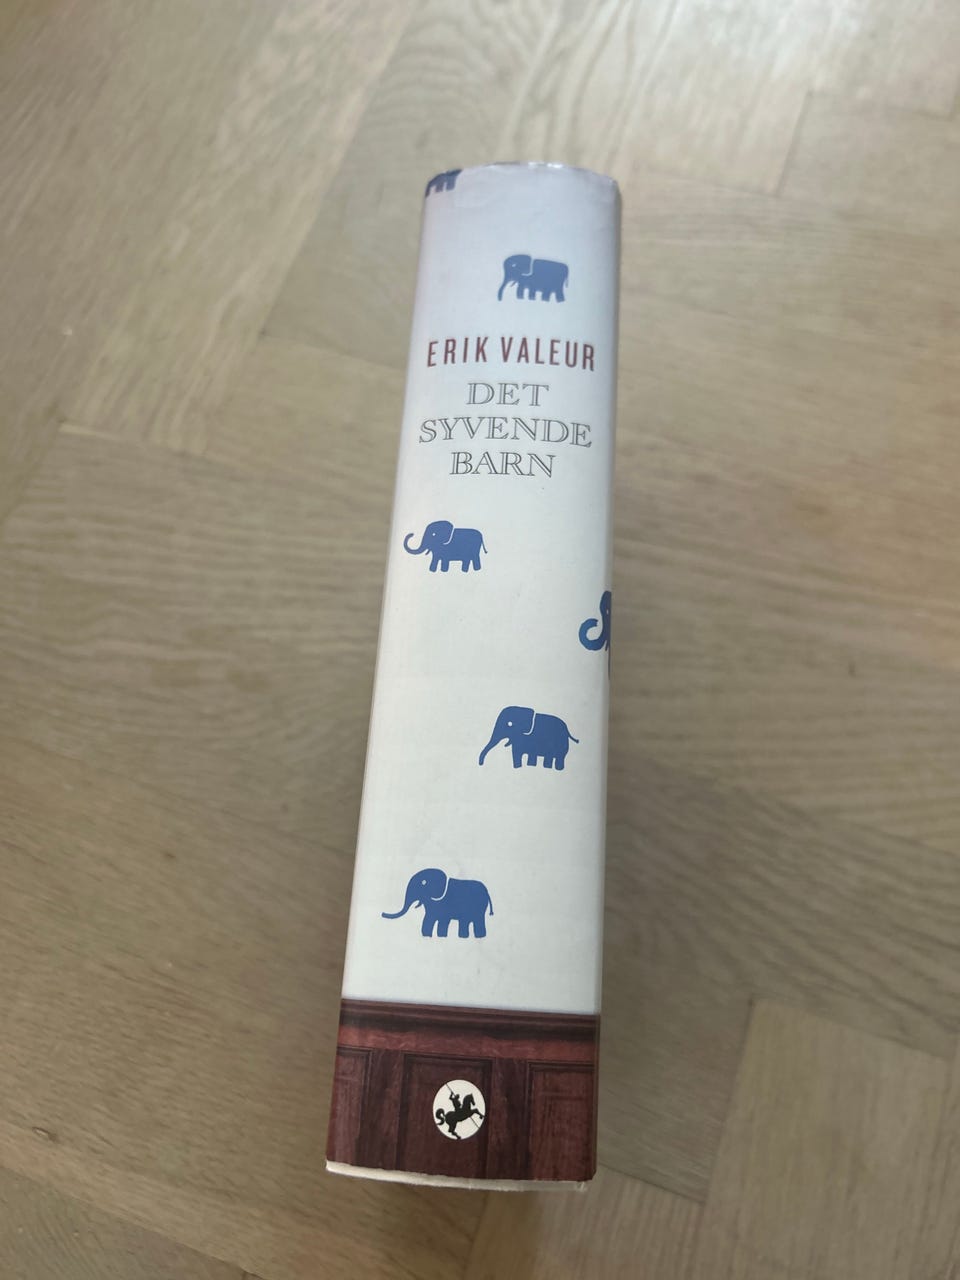 ERIK VALEUR
DET
SYVENDE
BARN